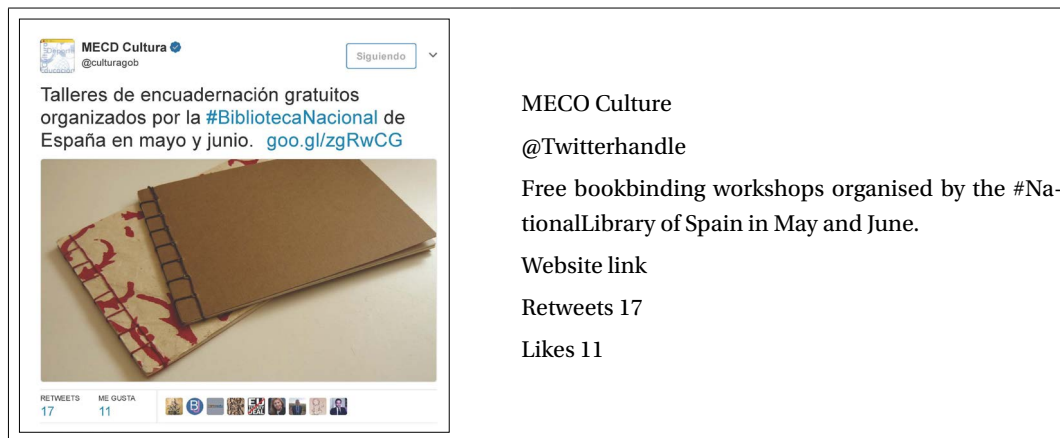 MECD Cultura
@culturagob
Siguiendo
Talleres de encuadernación gratuitos
organizados por la #BibliotecaNacional de
España en mayo y junio. goo.gl/zgRwCG
RETWEETS ME GUSTA
17 11
MECO Culture
@Twitterhandle
Free bookbinding workshops organised by the #Na-
tionalLibrary of Spain in May and June.
Website link
Retweets 17
Likes 11